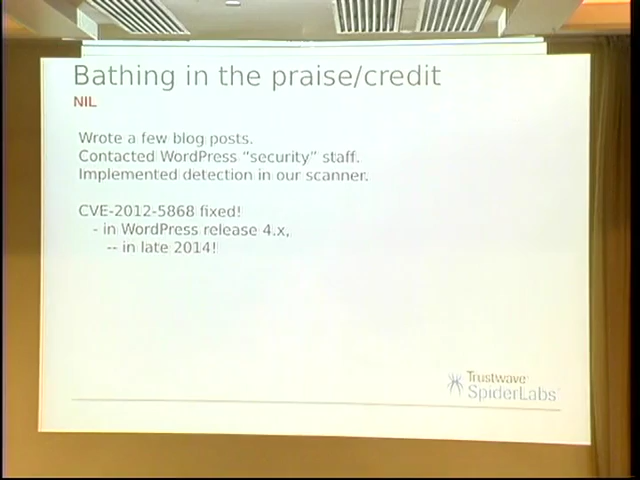 Bathing in the praise/credit
NIL
Wrote a few blog posts.
Contacted WordPress “security” staff.
Implemented detection in our scanner.
CVE-2012-5868 fixed!
- in WordPress release 4.x,
-- in late 2014!
Trustwave
SpiderLabs